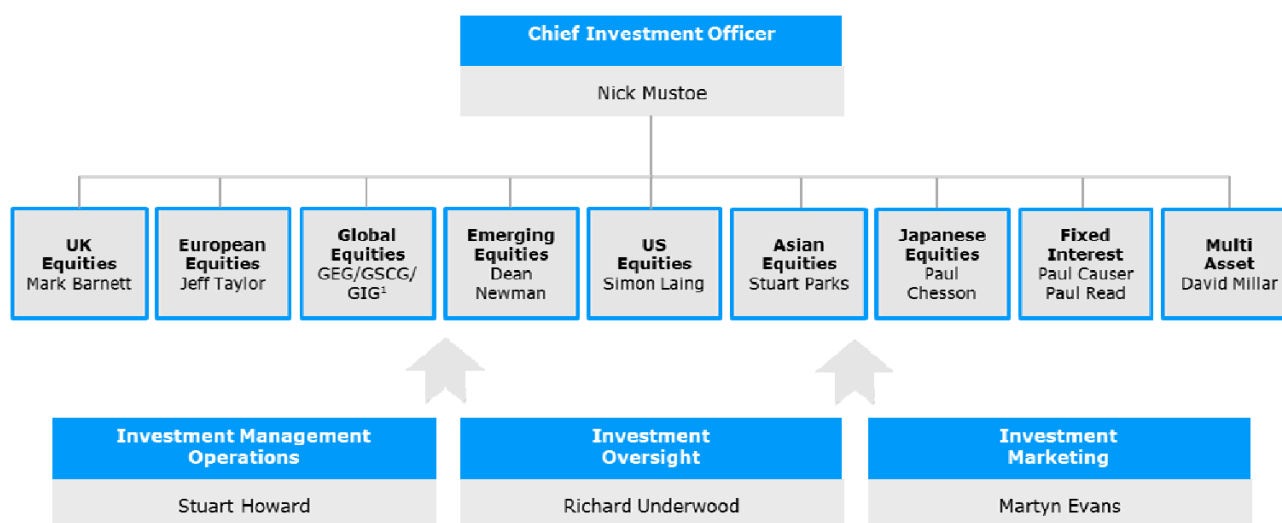 Chief Investment Officer
Nick Mustoe
UK
Equities
Mark Barnett
European
Equities
Jeff Taylor
Global
Equities
GEG/GSCG/
GIG¹
Emerging
Equities
Dean
Newman
US
Equities
Simon Laing
Asian
Equities
Stuart Parks
Japanese
Equities
Paul
Chesson
Fixed
Interest
Paul Causer
Paul Read
Multi
Asset
David Millar
Investment Management
Operations
Stuart Howard
Investment
Oversight
Richard Underwood
Investment
Marketing
Martyn Evans